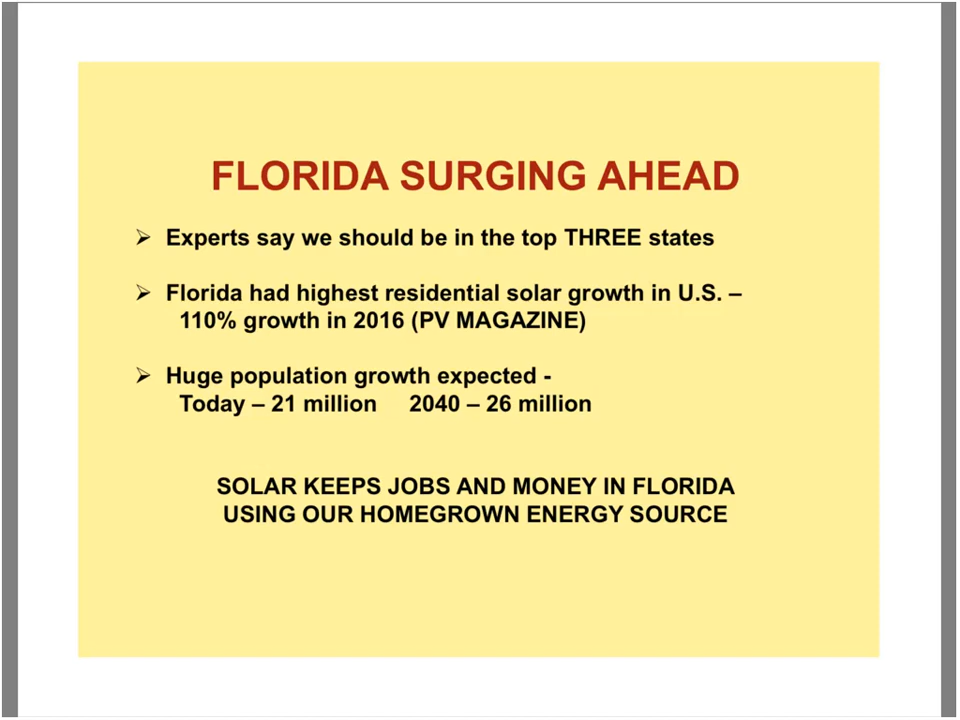 FLORIDA SURGING AHEAD
➢ Experts say we should be in the top THREE states
➢ Florida had highest residential solar growth in U.S. –
110% growth in 2016 (PV MAGAZINE)
➢ Huge population growth expected -
Today – 21 million 2040 – 26 million
SOLAR KEEPS JOBS AND MONEY IN FLORIDA
USING OUR HOMEGROWN ENERGY SOURCE